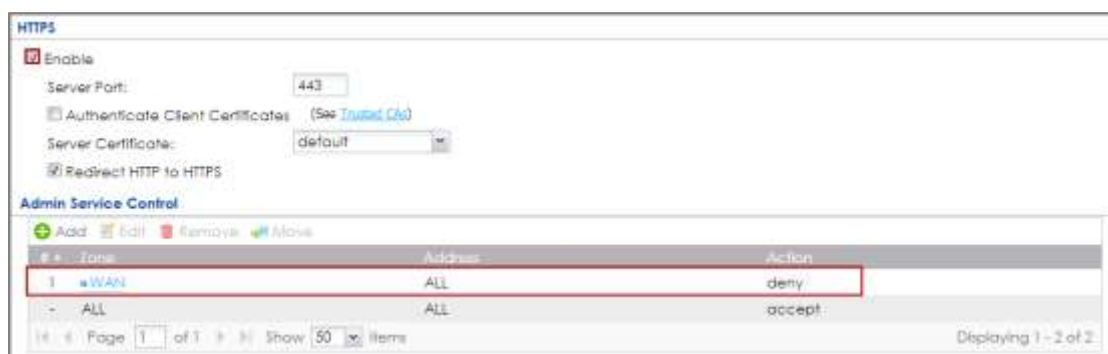 HTTPS
Enable
Server Port: 443
Authenticate Client Certificates (See Trusted CAs)
Server Certificate: default
Redirect HTTP to HTTPS
Admin Service Control
Add Edit Remove Move
# Zone Address Action
1 WAN ALL deny
- ALL ALL accept
Page 1 of 1 Show 50 items Displaying 1 - 2 of 2